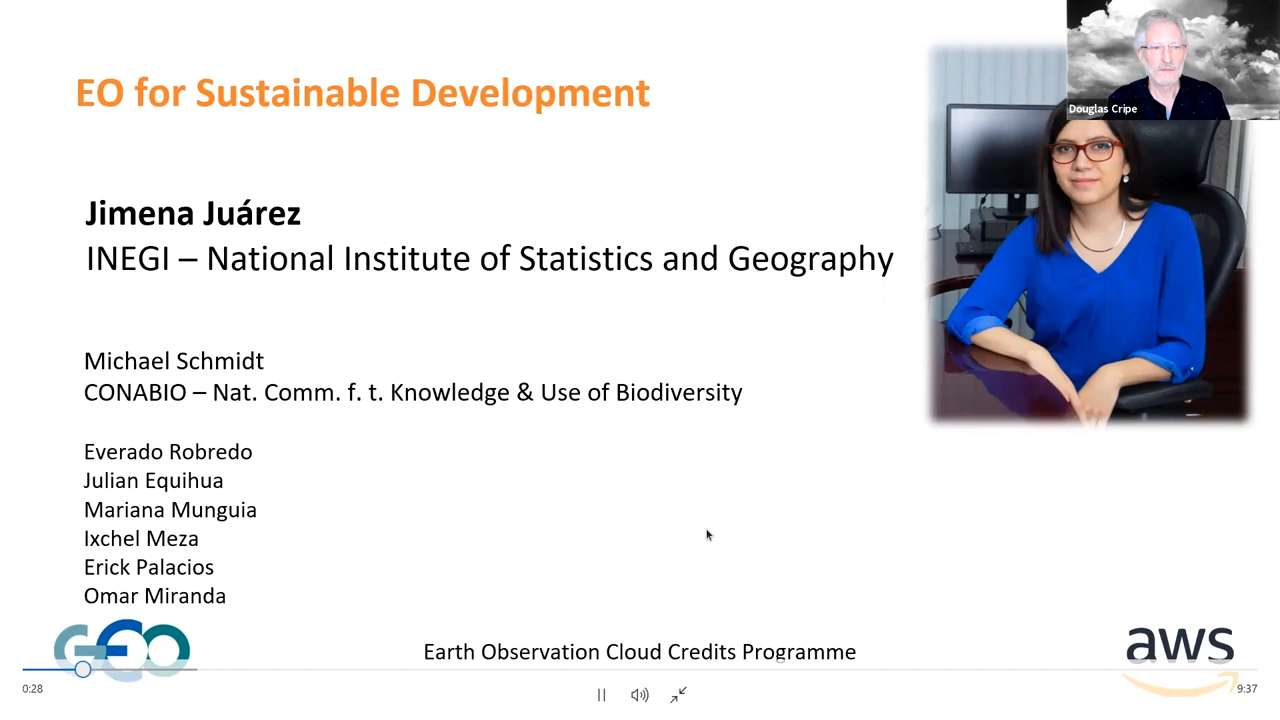 EO for Sustainable Development
Douglas Cripe
Jimena Juárez
INEGI – National Institute of Statistics and Geography
Michael Schmidt
CONABIO – Nat. Comm. f. t. Knowledge & Use of Biodiversity
Everado Robredo
Julian Equihua
Mariana Munguia
Ixchel Meza
Erick Palacios
Omar Miranda
GEO
Earth Observation Cloud Credits Programme
aws
0:28
9:37